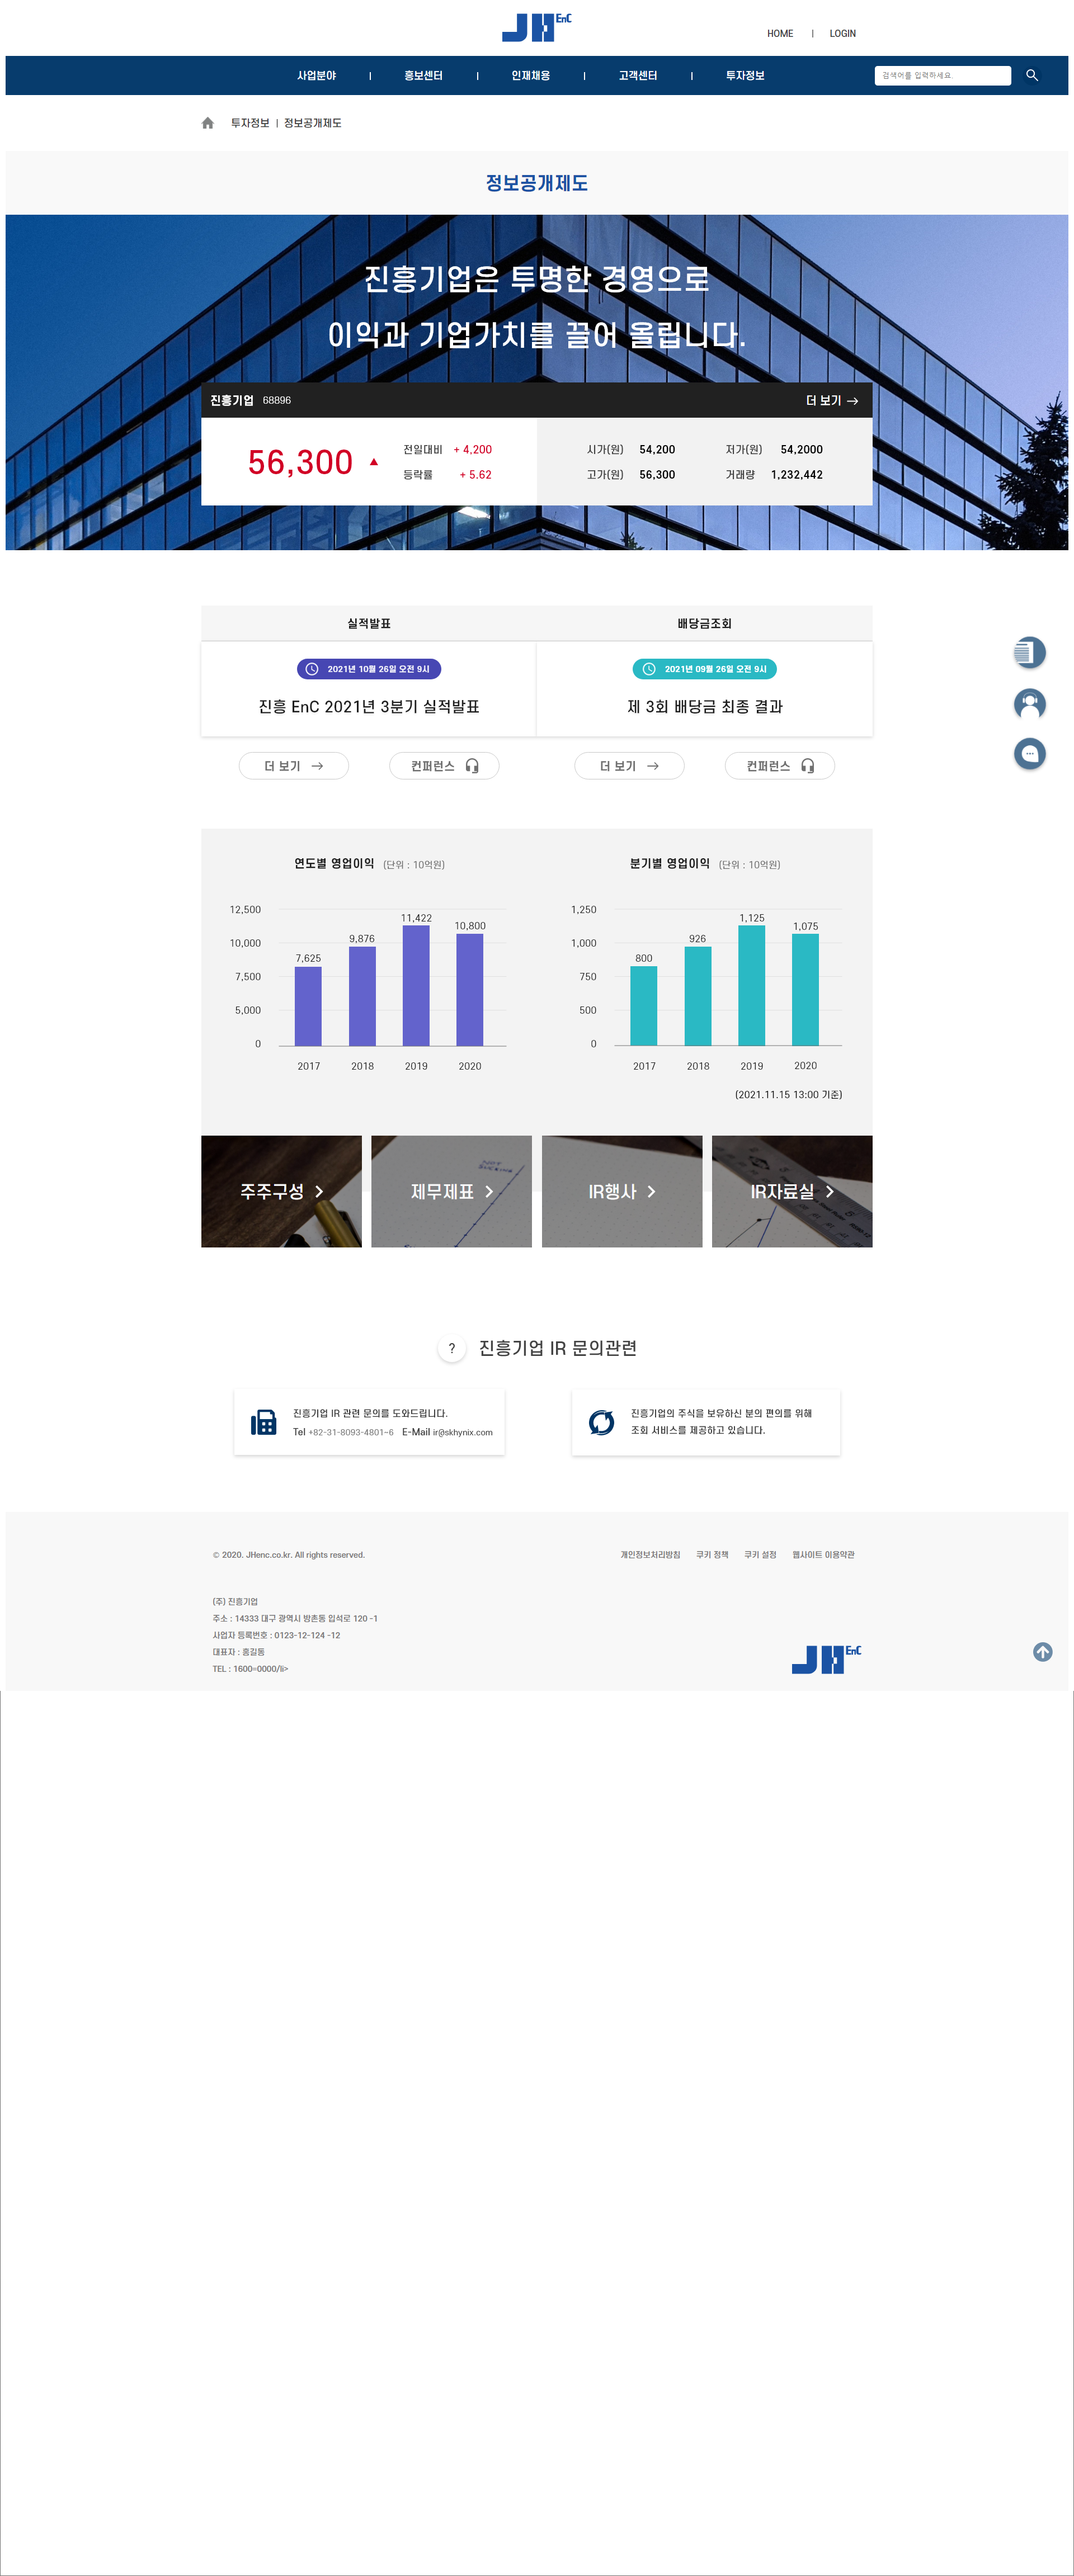 JH EnC
HOME | LOGIN
사업분야 | 홍보센터 | 인재채용 | 고객센터 | 투자정보
검색어를 입력하세요.
투자정보 | 정보공개제도
정보공개제도
진흥기업은 투명한 경영으로
이익과 기업가치를 끌어 올립니다.
진흥기업 68896 더 보기
56,300 ▲
전일대비 + 4,200
등락률 + 5.62
시가(원) 54,200 저가(원) 54,2000
고가(원) 56,300 거래량 1,232,442
실적발표
2021년 10월 26일 오전 9시
진흥 EnC 2021년 3분기 실적발표
더 보기 컨퍼런스
배당금조회
2021년 09월 26일 오전 9시
제 3회 배당금 최종 결과
더 보기 컨퍼런스
연도별 영업이익 (단위 : 10억원)
12,500
10,000
7,500
5,000
0
7,625 9,876 11,422 10,800
2017 2018 2019 2020
분기별 영업이익 (단위 : 10억원)
1,250
1,000
750
500
0
800 926 1,125 1,075
2017 2018 2019 2020
(2021.11.15 13:00 기준)
주주구성
재무제표
IR행사
IR자료실
? 진흥기업 IR 문의관련
진흥기업 IR 관련 문의를 도와드립니다.
Tel +82-31-8093-4801~6 E-Mail ir@skhynix.com
진흥기업의 주식을 보유하신 분의 편의를 위해
조회 서비스를 제공하고 있습니다.
© 2020. JHenc.co.kr. All rights reserved.
개인정보처리방침 쿠키 정책 쿠키 설정 웹사이트 이용약관
(주) 진흥기업
주소 : 14333 대구 광역시 방촌동 입석로 120 -1
사업자 등록번호 : 0123-12-124 -12
대표자 : 홍길동
TEL : 1600=0000/li>
JH EnC